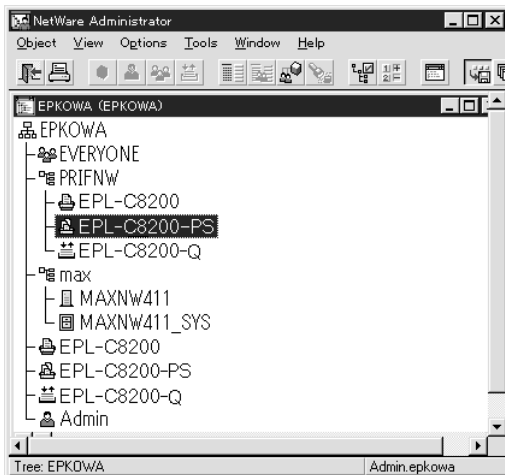 NetWare Administrator
Object View Options Tools Window Help
EPKOWA (EPKOWA)
EPKOWA
EVERYONE
PRIFNW
EPL-C8200
EPL-C8200-PS
EPL-C8200-Q
max
MAXNW411
MAXNW411_SYS
EPL-C8200
EPL-C8200-PS
EPL-C8200-Q
Admin
Tree: EPKOWA Admin.epkowa